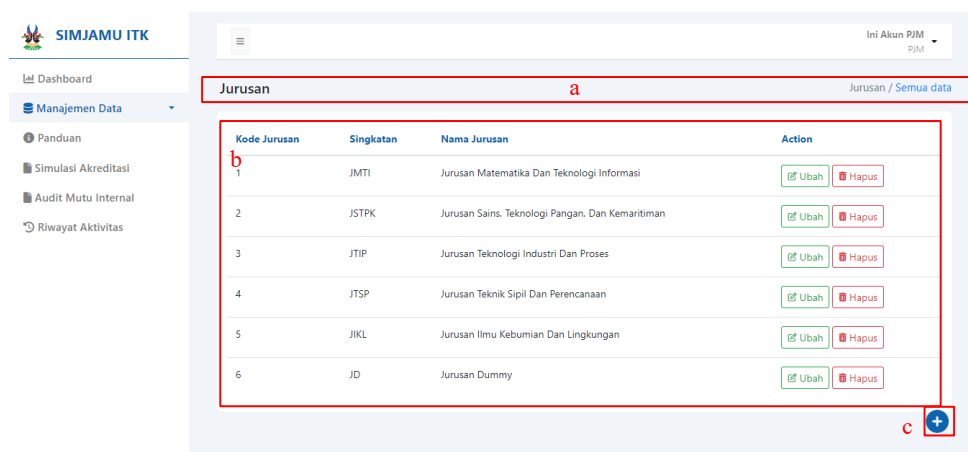 SIMJAMU ITK
Ini Akun PJM
PJM
Dashboard
Manajemen Data
Panduan
Simulasi Akreditasi
Audit Mutu Internal
Riwayat Aktivitas
Jurusan a Jurusan / Semua data
b
Kode Jurusan Singkatan Nama Jurusan Action
1 JMTI Jurusan Matematika Dan Teknologi Informasi Ubah Hapus
2 JSTPK Jurusan Sains, Teknologi Pangan, Dan Kemaritiman Ubah Hapus
3 JTIP Jurusan Teknologi Industri Dan Proses Ubah Hapus
4 JTSP Jurusan Teknik Sipil Dan Perencanaan Ubah Hapus
5 JIKL Jurusan Ilmu Kebumian Dan Lingkungan Ubah Hapus
6 JD Jurusan Dummy Ubah Hapus
c